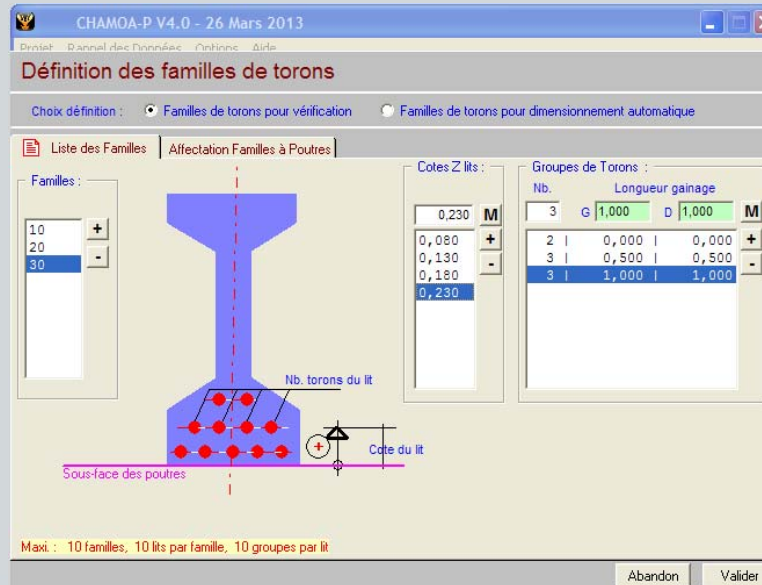 CHAMOA-P V4.0 - 26 Mars 2013
Projet Rappel des Données Options Aide
Définition des familles de torons
Choix définition : Familles de torons pour vérification Familles de torons pour dimensionnement automatique
Liste des Familles Affectation Familles à Poutres
Familles :
10
20
30
+
-
Nb. torons du lit
Cote du lit
Sous-face des poutres
Cotes Z lits :
0,230 M
0,080 +
0,130 -
0,180
0,230
Groupes de Torons :
Nb. Longueur gainage
3 G 1,000 D 1,000 M
2 | 0,000 | 0,000 +
3 | 0,500 | 0,500 -
3 | 1,000 | 1,000
Maxi. : 10 familles, 10 lits par famille, 10 groupes par lit
Abandon Valider